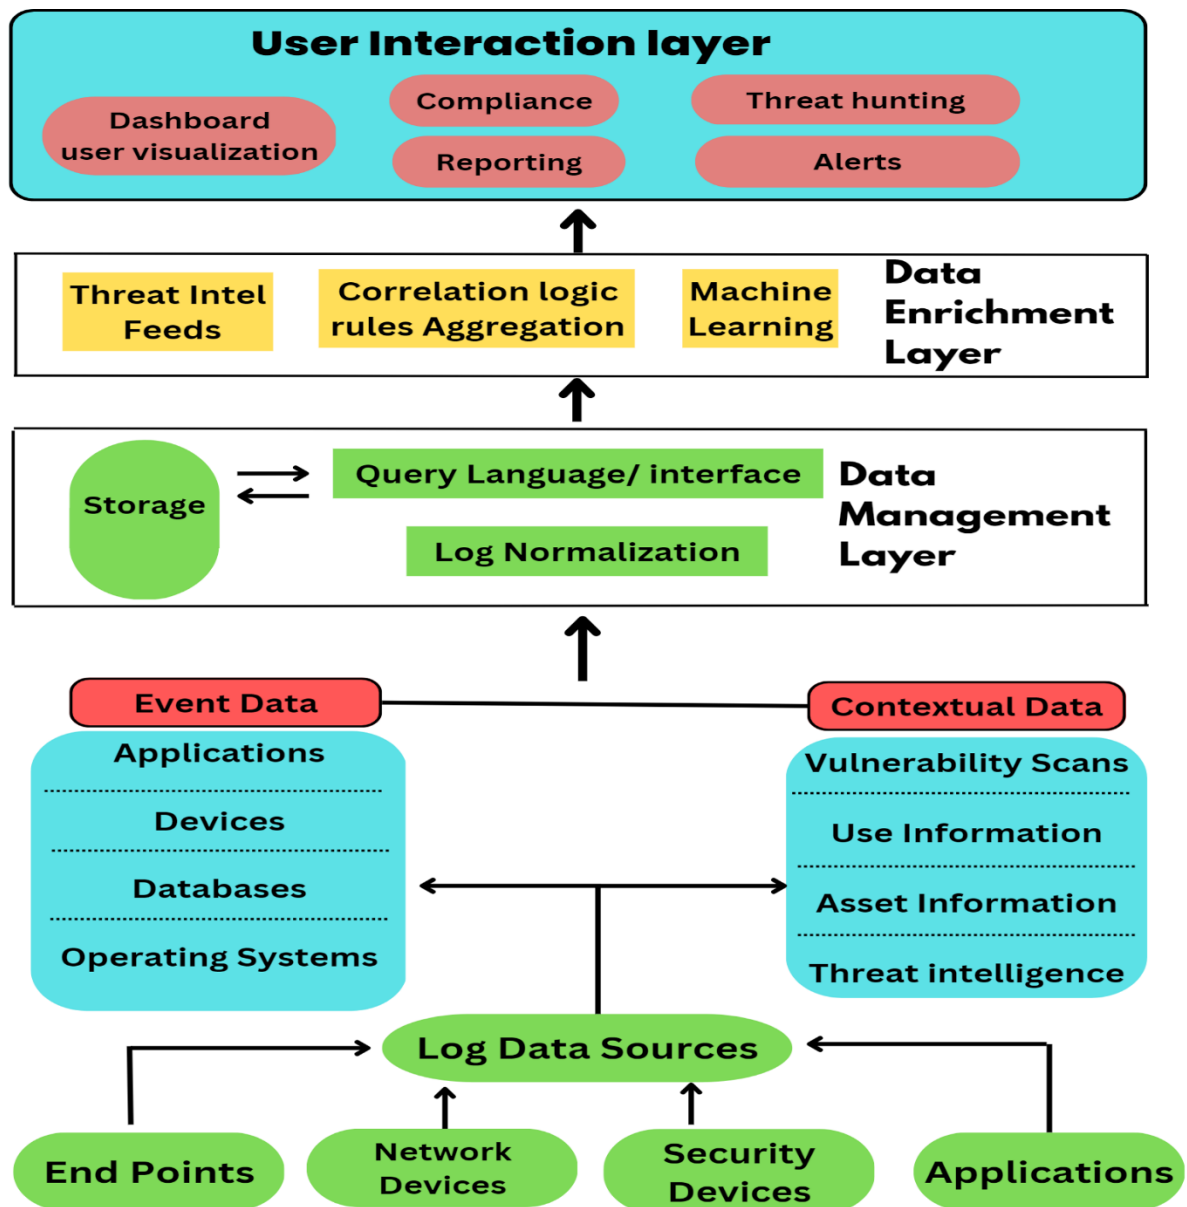 User Interaction layer
Dashboard
user visualization
Compliance
Reporting
Threat hunting
Alerts
Threat Intel
Feeds
Correlation logic
rules Aggregation
Machine
Learning
Data
Enrichment
Layer
Storage
Query Language/ interface
Log Normalization
Data
Management
Layer
Event Data
Applications
Devices
Databases
Operating Systems
Contextual Data
Vulnerability Scans
Use Information
Asset Information
Threat intelligence
Log Data Sources
End Points
Network
Devices
Security
Devices
Applications